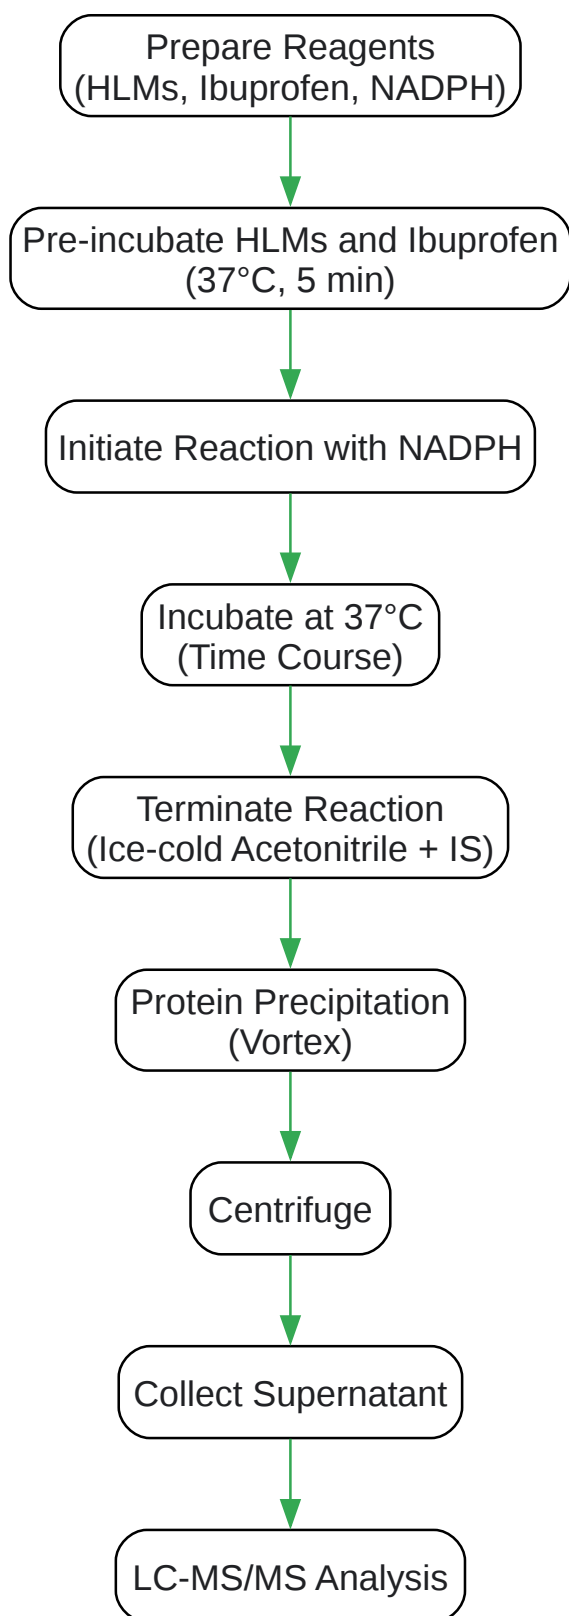 Prepare Reagents
(HLMs, Ibuprofen, NADPH)
Pre-incubate HLMs and Ibuprofen
(37°C, 5 min)
Initiate Reaction with NADPH
Incubate at 37°C
(Time Course)
Terminate Reaction
(Ice-cold Acetonitrile + IS)
Protein Precipitation
(Vortex)
Centrifuge
Collect Supernatant
LC-MS/MS Analysis